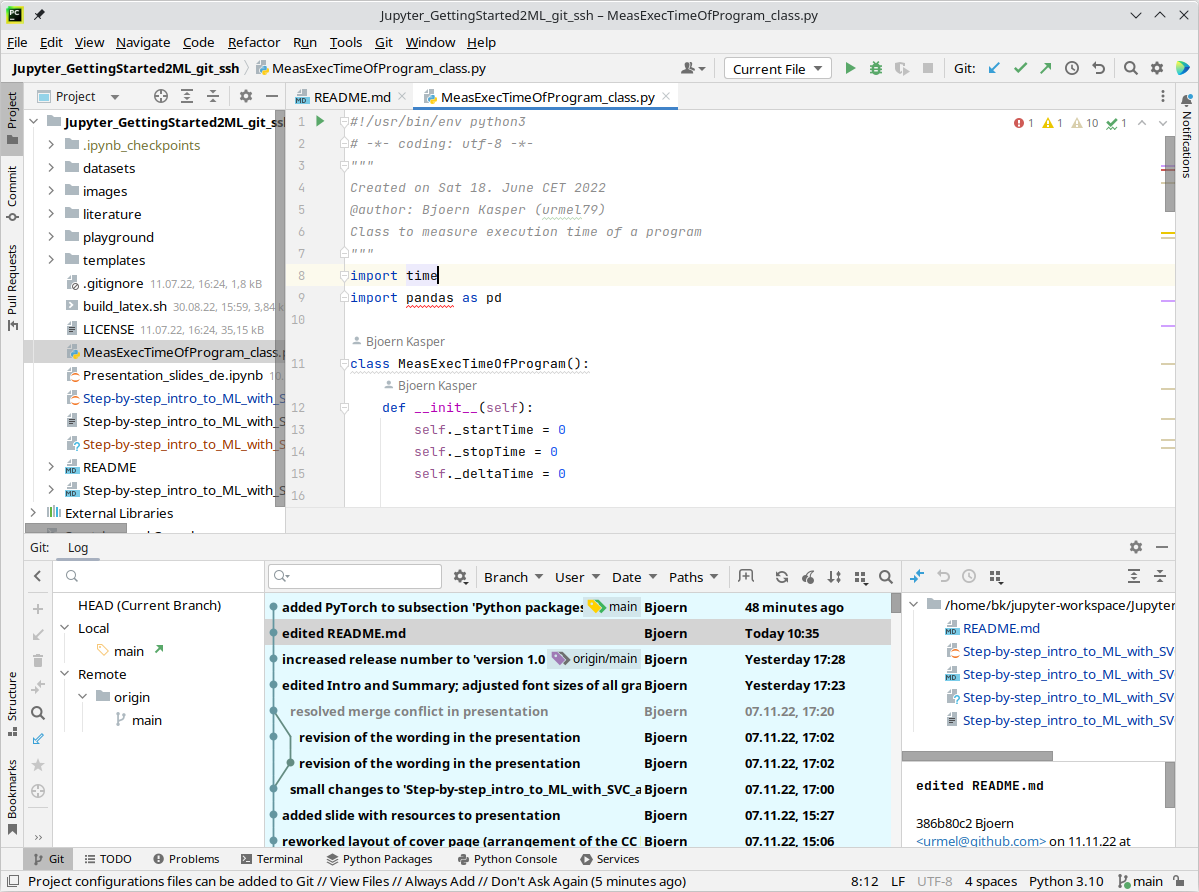 PC
Jupyter_GettingStarted2ML_git_ssh – MeasExecTimeOfProgram_class.py
File Edit View Navigate Code Refactor Run Tools Git Window Help
Jupyter_GettingStarted2ML_git_ssh MeasExecTimeOfProgram_class.py Current File Git:
Project
Commit
Pull Requests
Project
Jupyter_GettingStarted2ML_git_ssh
.ipynb_checkpoints
datasets
images
literature
playground
templates
.gitignore 11.07.22, 16:24, 1,8 kB
build_latex.sh 30.08.22, 15:59, 3,84 k
LICENSE 11.07.22, 16:24, 35,15 kB
MeasExecTimeOfProgram_class.p
Presentation_slides_de.ipynb 10.
Step-by-step_intro_to_ML_with_S
Step-by-step_intro_to_ML_with_S
Step-by-step_intro_to_ML_with_S
README
Step-by-step_intro_to_ML_with_S
External Libraries
README.md MeasExecTimeOfProgram_class.py
1 1 10 1
1 #!/usr/bin/env python3
2 # -*- coding: utf-8 -*-
3 """
4 Created on Sat 18. June CET 2022
5 @author: Bjoern Kasper (urmel79)
6 Class to measure execution time of a program
7 """
8 import time
9 import pandas as pd
10
Bjoern Kasper
11 class MeasExecTimeOfProgram():
Bjoern Kasper
12 def __init__(self):
13 self._startTime = 0
14 self._stopTime = 0
15 self._deltaTime = 0
16
Notifications
Git: Log
Structure
Bookmarks
HEAD (Current Branch)
Local
main
Remote
origin
main
Branch User Date Paths
added PyTorch to subsection 'Python packages main Bjoern 48 minutes ago
edited README.md Bjoern Today 10:35
increased release number to 'version 1.0 origin/main Bjoern Yesterday 17:28
edited Intro and Summary; adjusted font sizes of all gra Bjoern Yesterday 17:23
resolved merge conflict in presentation Bjoern 07.11.22, 17:20
revision of the wording in the presentation Bjoern 07.11.22, 17:02
revision of the wording in the presentation Bjoern 07.11.22, 17:02
small changes to 'Step-by-step_intro_to_ML_with_SVC_a Bjoern 07.11.22, 17:00
added slide with resources to presentation Bjoern 07.11.22, 15:27
reworked layout of cover page (arrangement of the CC Bjoern 07.11.22, 15:06
/home/bk/jupyter-workspace/Jupyter
README.md
Step-by-step_intro_to_ML_with_SV
Step-by-step_intro_to_ML_with_SV
Step-by-step_intro_to_ML_with_SV
Step-by-step_intro_to_ML_with_SV
edited README.md
386b80c2 Bjoern
<urmel@github.com> on 11.11.22 at
Git TODO Problems Terminal Python Packages Python Console Services
Project configurations files can be added to Git // View Files // Always Add // Don't Ask Again (5 minutes ago) 8:12 LF UTF-8 4 spaces Python 3.10 main